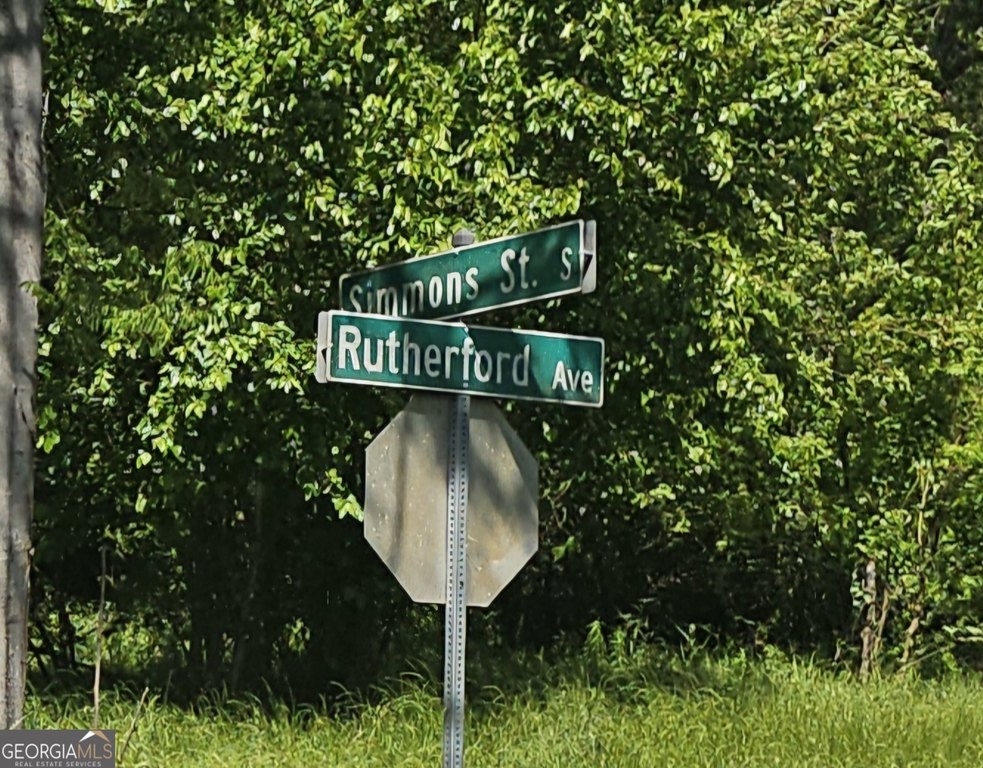 Simmons St. S
Rutherford Ave
GEORGIAMLS
REAL ESTATE SERVICES